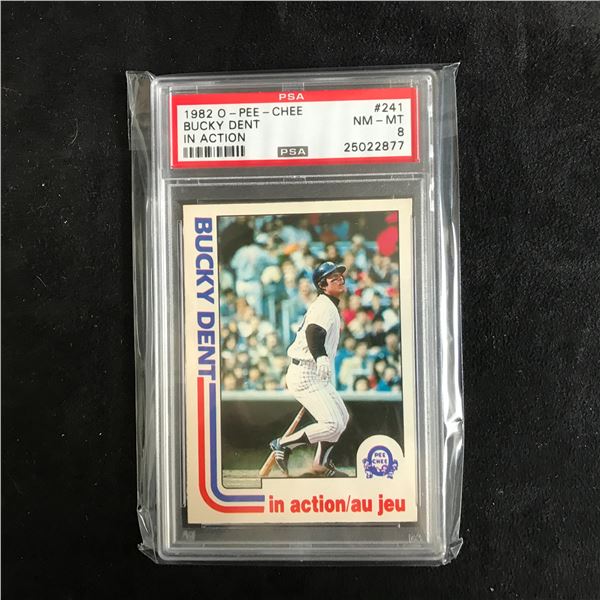 PSA
1982 O-PEE-CHEE #241
BUCKY DENT NM-MT
IN ACTION 8
PSA 25022877
BUCKY DENT
O
PEE
CHEE
in action/au jeu